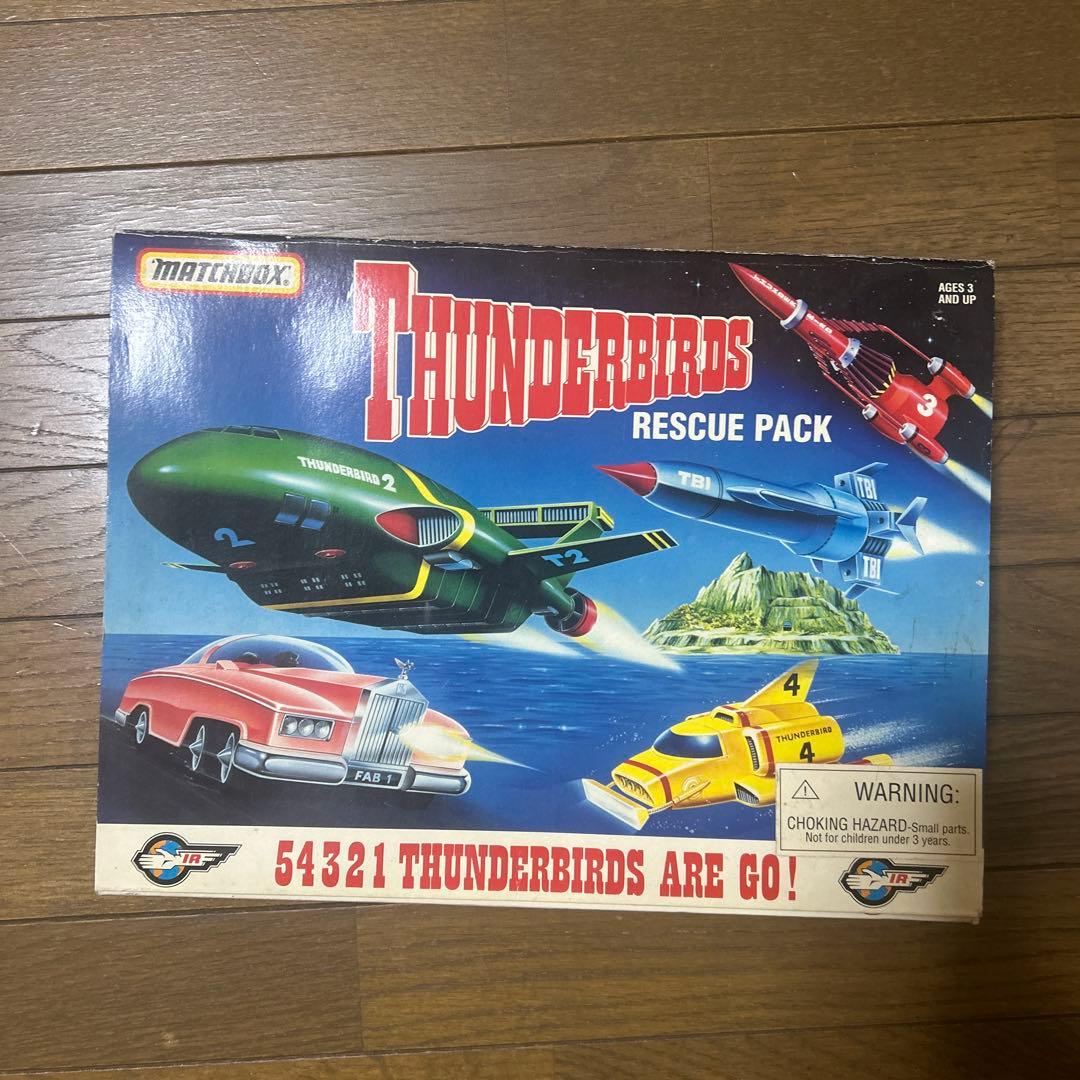 MATCHBOX
THUNDERBIRDS
RESCUE PACK
AGES 3
AND UP
3
THUNDERBIRD 2
2
T2
TB1
TB1
TB1
4
THUNDERBIRD
4
FAB 1
WARNING:
CHOKING HAZARD-Small parts.
Not for children under 3 years.
IR
54321 THUNDERBIRDS ARE GO!
IR